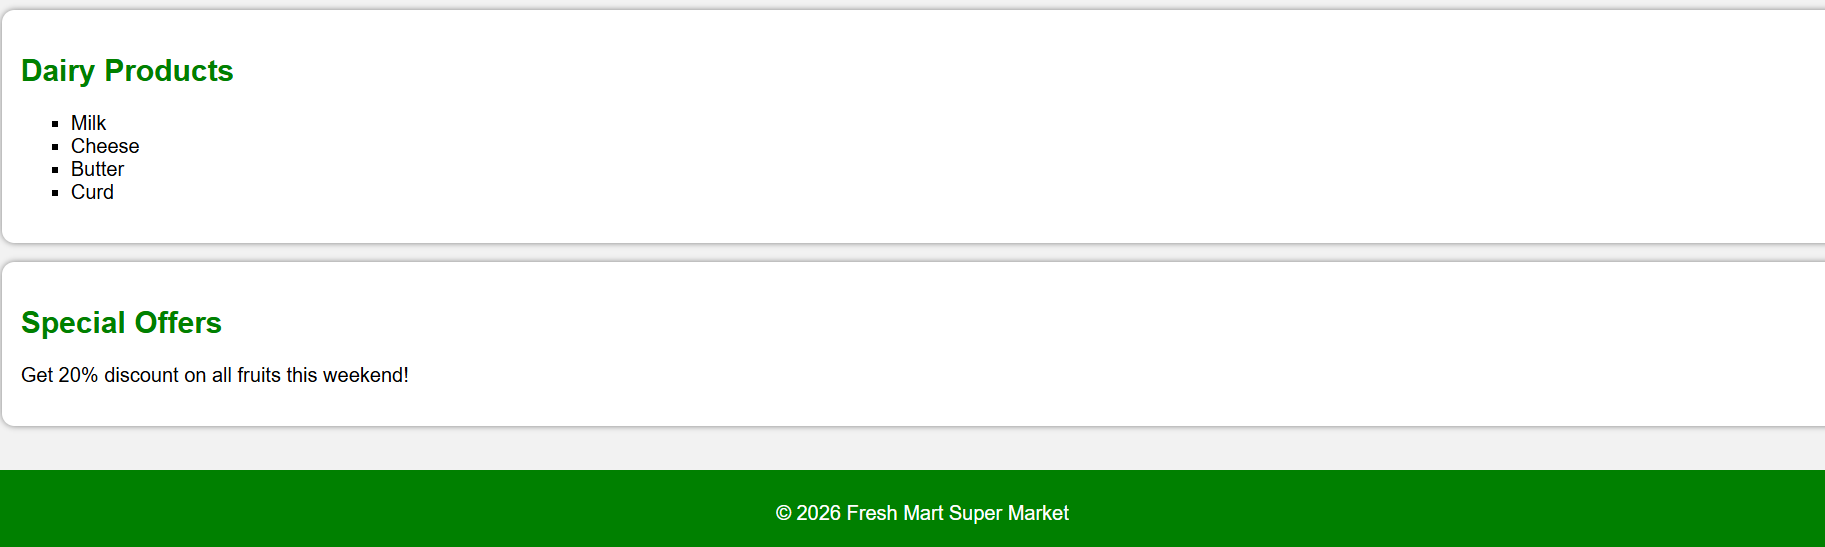 Dairy Products
Milk
Cheese
Butter
Curd
Special Offers
Get 20% discount on all fruits this weekend!
© 2026 Fresh Mart Super Market